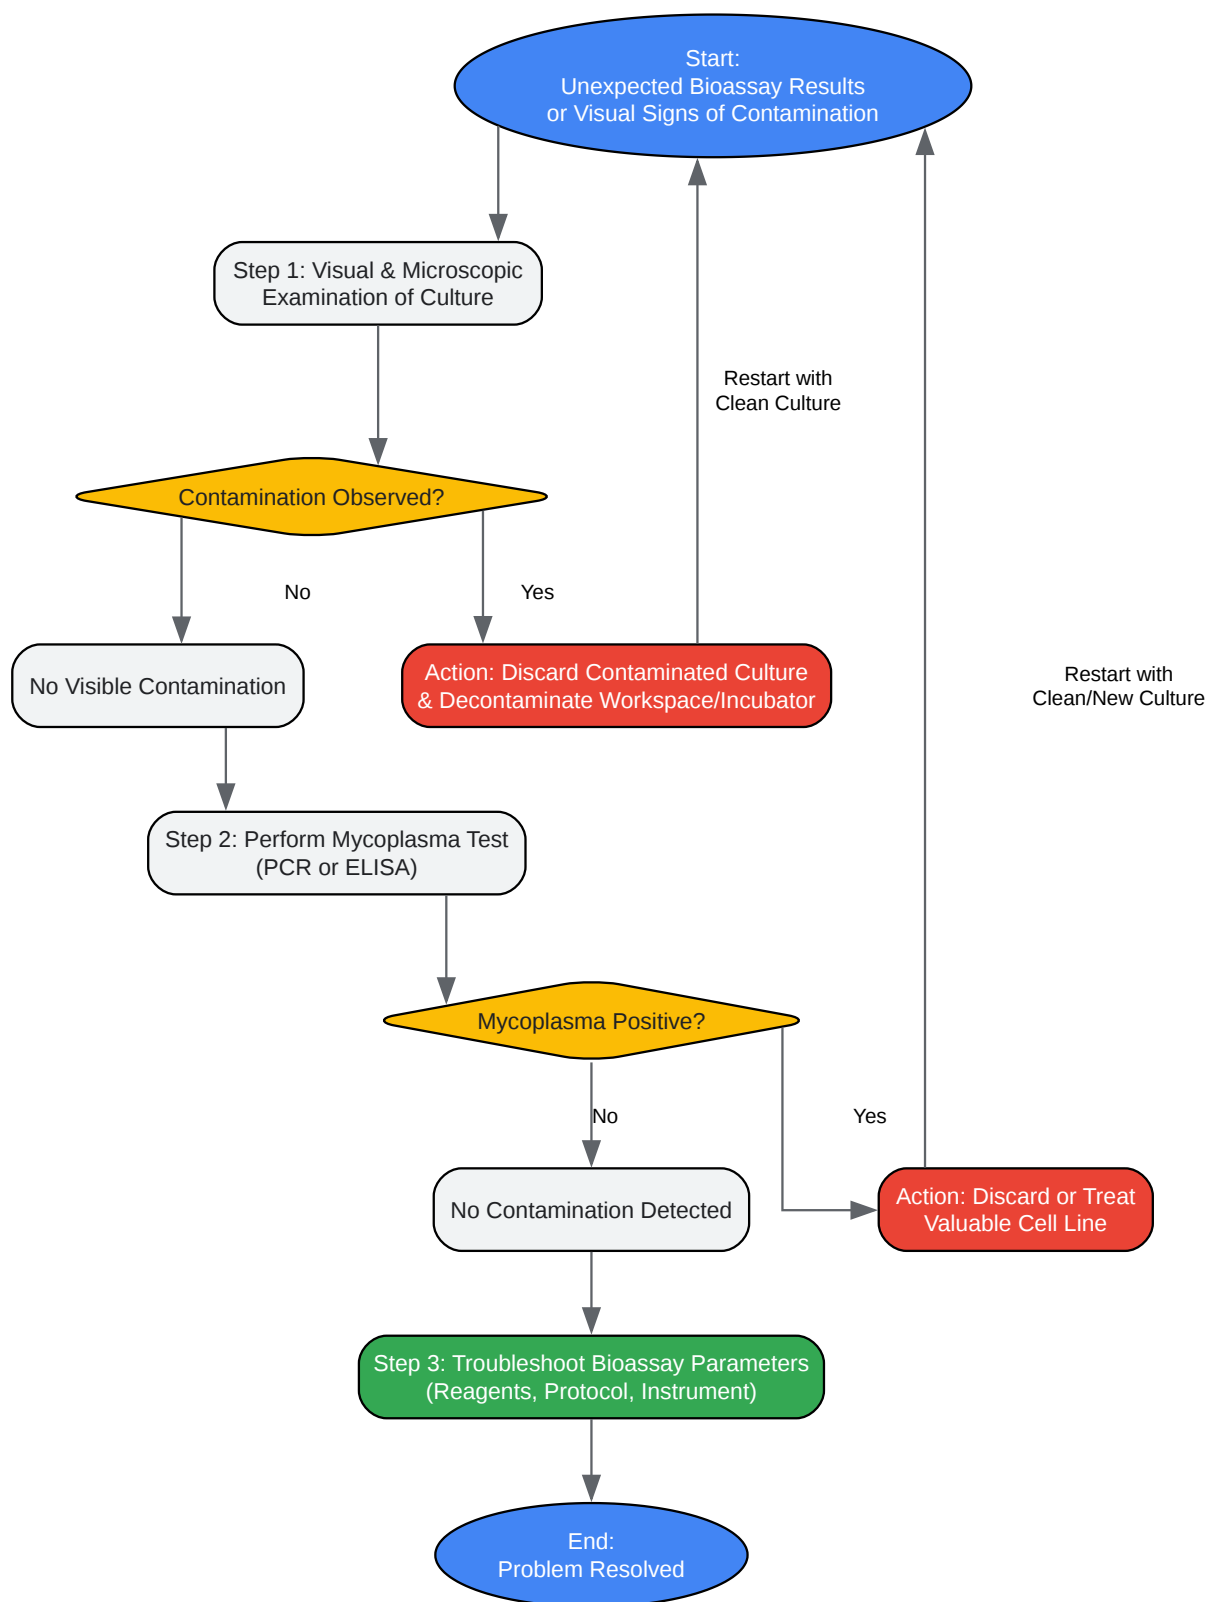 Start:
Unexpected Bioassay Results
or Visual Signs of Contamination
Step 1: Visual & Microscopic
Examination of Culture
Restart with
Clean Culture
Contamination Observed?
No
Yes
No Visible Contamination
Action: Discard Contaminated Culture
& Decontaminate Workspace/Incubator
Restart with
Clean/New Culture
Step 2: Perform Mycoplasma Test
(PCR or ELISA)
Mycoplasma Positive?
No
Yes
No Contamination Detected
Action: Discard or Treat
Valuable Cell Line
Step 3: Troubleshoot Bioassay Parameters
(Reagents, Protocol, Instrument)
End:
Problem Resolved